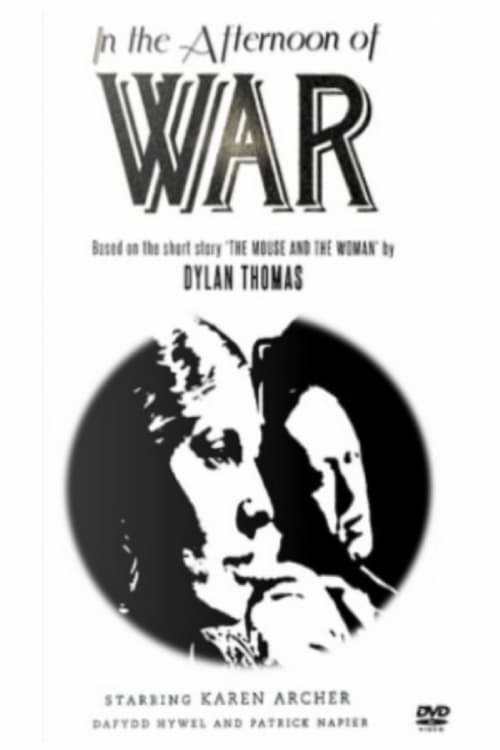 In the Afternoon of
WAR
Based on the short story 'THE MOUSE AND THE WOMAN' by
DYLAN THOMAS
STARRING KAREN ARCHER
DAFYDD HYWEL AND PATRICK NAPIER
DVD
VIDEO